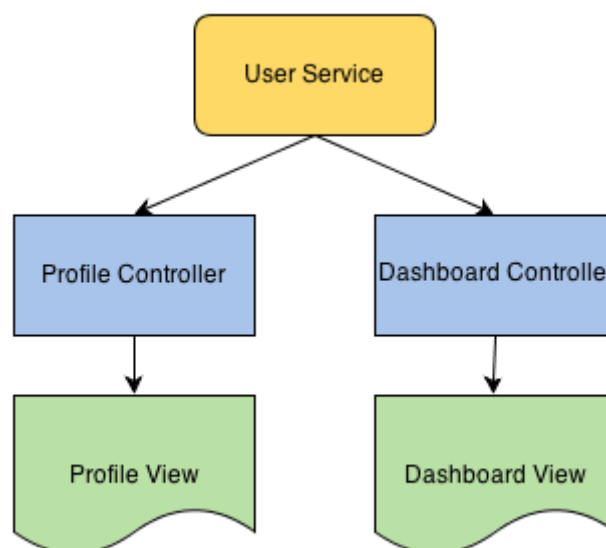 User Service
Profile Controller
Dashboard Controlle
Profile View
Dashboard View